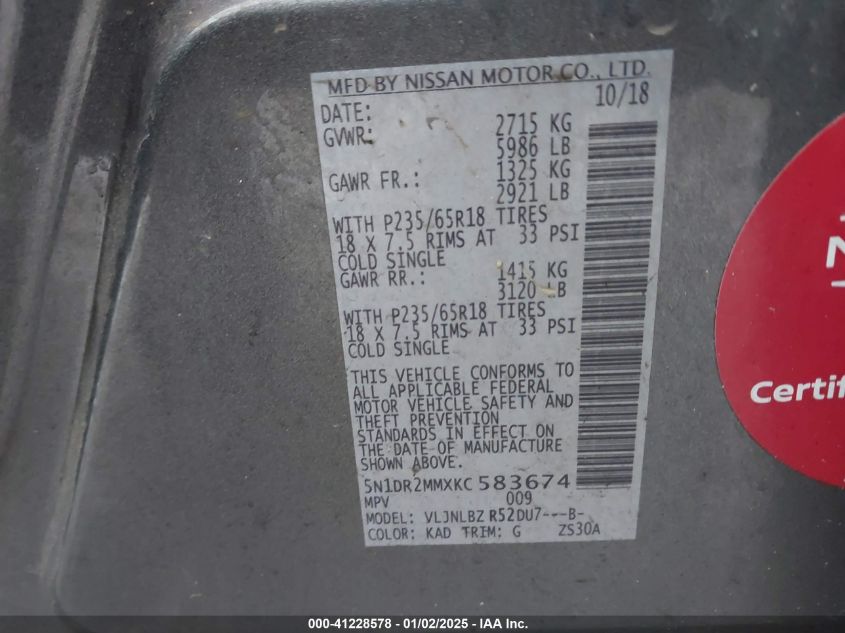 MFD BY NISSAN MOTOR CO., LTD.
DATE: 10/18
GVWR: 2715 KG
5986 LB
GAWR FR.: 1325 KG
2921 LB
WITH P235/65R18 TIRES
18 X 7.5 RIMS AT 33 PSI
COLD SINGLE
GAWR RR.: 1415 KG
3120 LB
WITH P235/65R18 TIRES
18 X 7.5 RIMS AT 33 PSI
COLD SINGLE
THIS VEHICLE CONFORMS TO
ALL APPLICABLE FEDERAL
MOTOR VEHICLE SAFETY AND
THEFT PREVENTION
STANDARDS IN EFFECT ON
THE DATE OF MANUFACTURE
SHOWN ABOVE.
5N1DR2MMXKC 583674
MPV 009
MODEL: VLJNLBZ R52DU7---B-
COLOR: KAD TRIM: G ZS30A
N
Certif
000-41228578 - 01/02/2025 - IAA Inc.